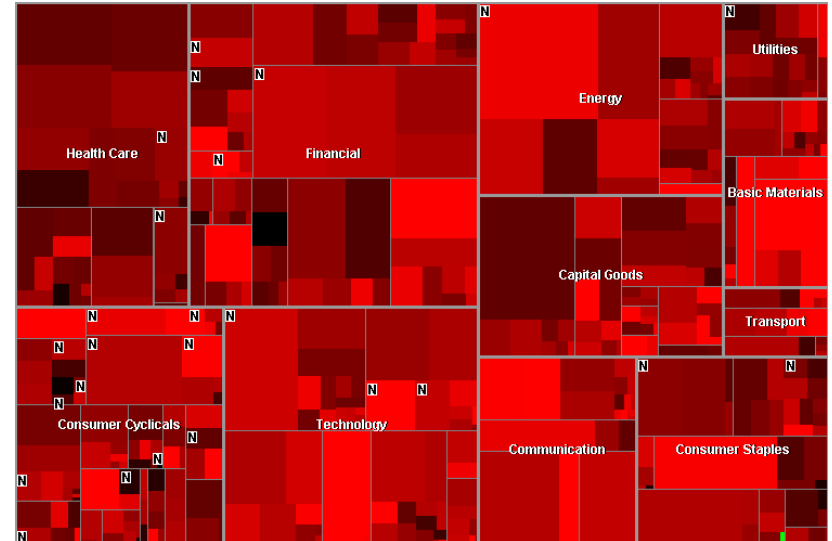 N N N
Utilities
N
N N
Energy
N
Health Care Financial
N
Basic Materials
N
Capital Goods
N N N
Transport
N N N
N N N
N
Consumer Cyclicals Technology
N
Communication Consumer Staples
N
N
N
N